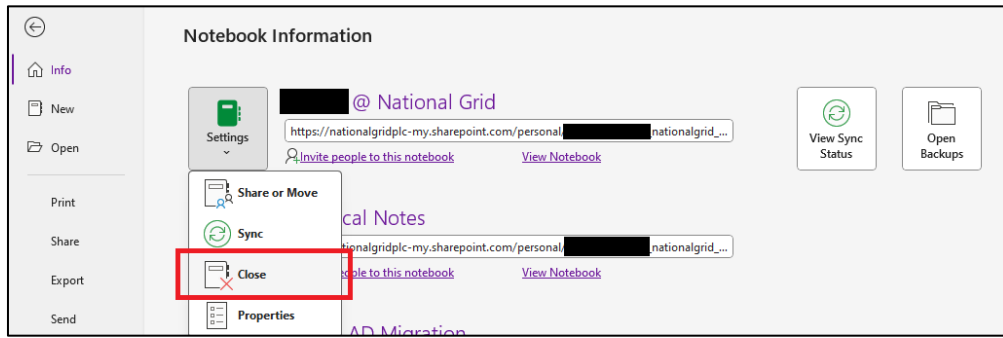 Notebook Information
Info
New
Open
Print
Share
Export
Send
Settings
@ National Grid
https://nationalgridplc-my.sharepoint.com/personal/ nationalgrid_...
Invite people to this notebook View Notebook
View Sync Status
Open Backups
Share or Move
Sync
Close
Properties
cal Notes
tionalgridplc-my.sharepoint.com/personal/ nationalgrid_...
ople to this notebook View Notebook
AD Migration